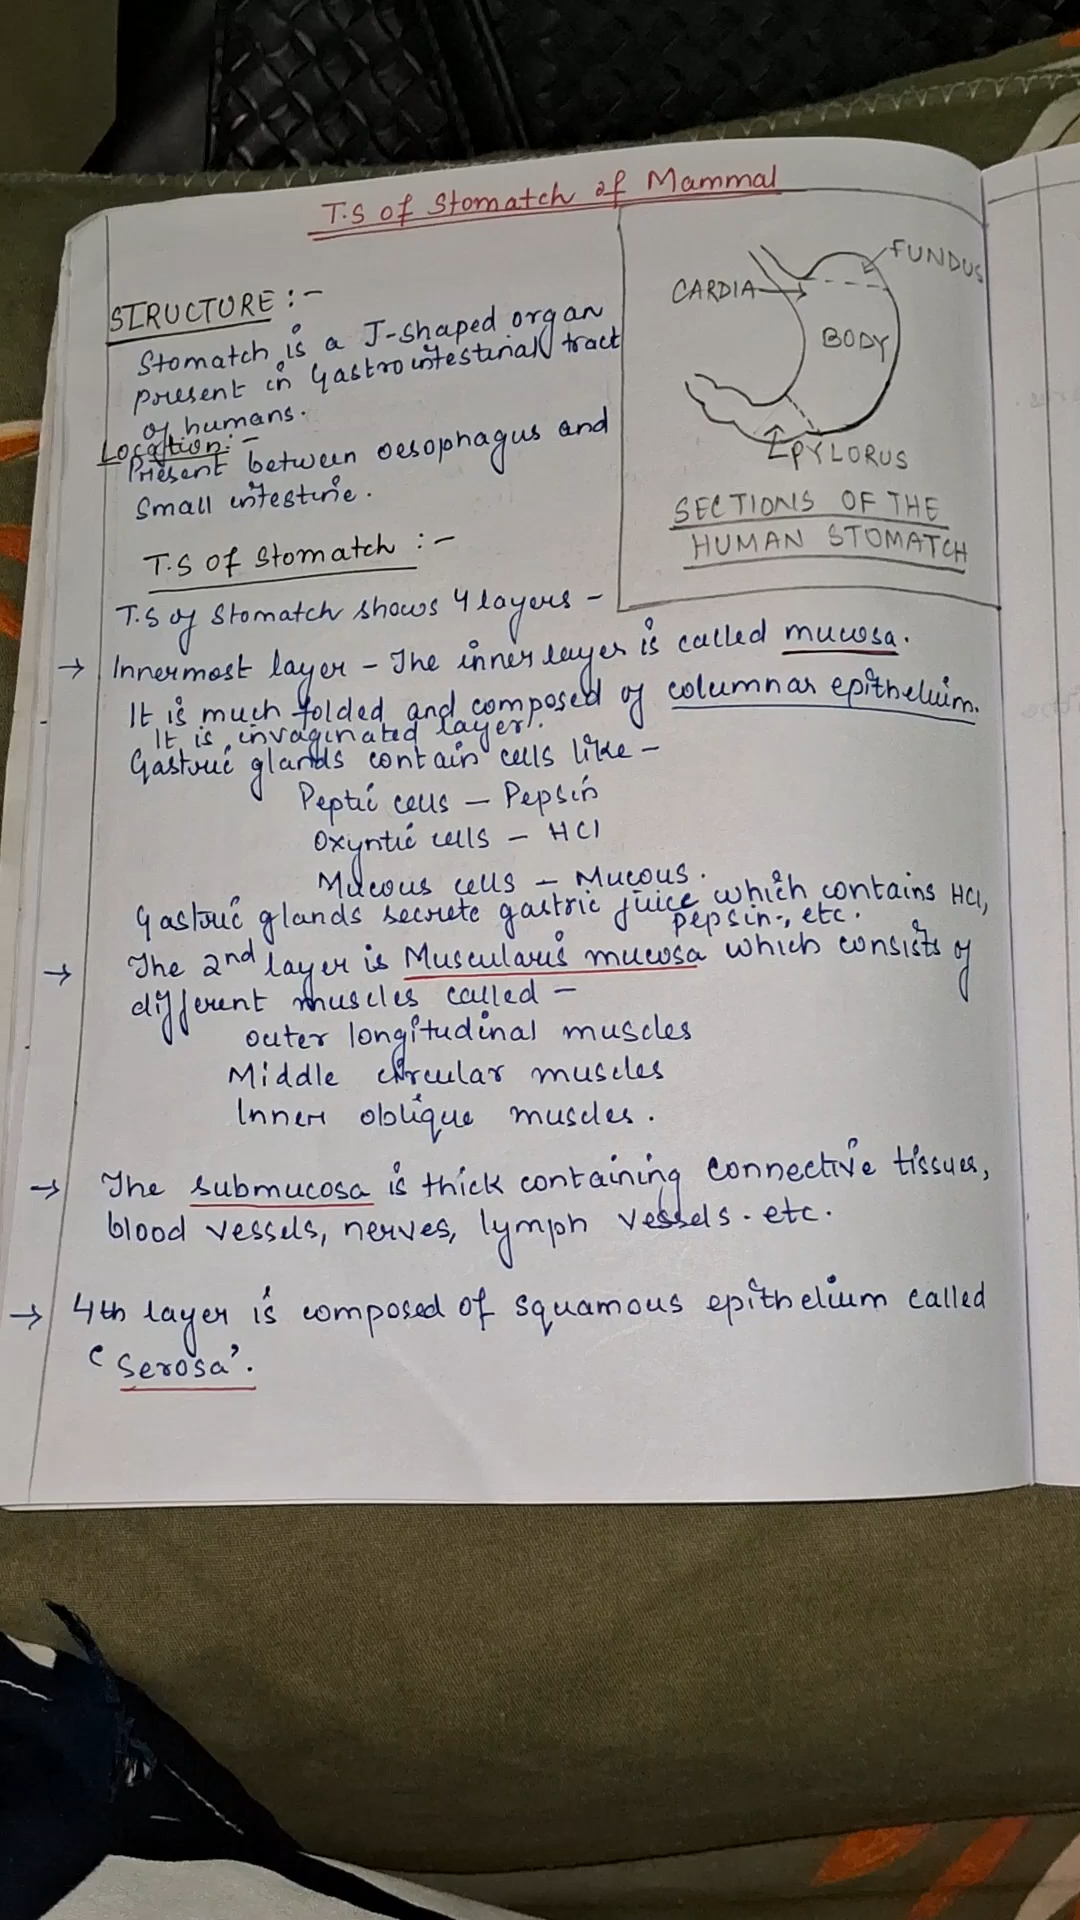 T.S of Stomatch of Mammal
STRUCTURE :-
Stomatch is a J-shaped organ
present in Gastrointestinal tract
of humans.
Location:-
Present between oesophagus and
Small intestine.
FUNDUS
CARDIA
BODY
PYLORUS
SECTIONS OF THE
HUMAN STOMATCH
T.S of Stomatch :-
T.S of Stomatch shows 4 layers -
→ Innermost layer - The inner layer is called mucosa.
It is much folded and composed of columnar epithelium.
It is invaginated layer.
Gastric glands contain cells like -
Peptic cells - Pepsin
Oxyntic cells - HCl
Mucous cells - Mucous.
Gastric glands secrete gastric juice which contains HCl,
pepsin, etc.
→ The 2nd layer is Muscularis mucosa which consists of
different muscles called -
outer longitudinal muscles
Middle circular muscles
Inner oblique muscles.
→ The submucosa is thick containing connective tissues,
blood vessels, nerves, lymph vessels. etc.
→ 4th layer is composed of squamous epithelium called
'Serosa'.